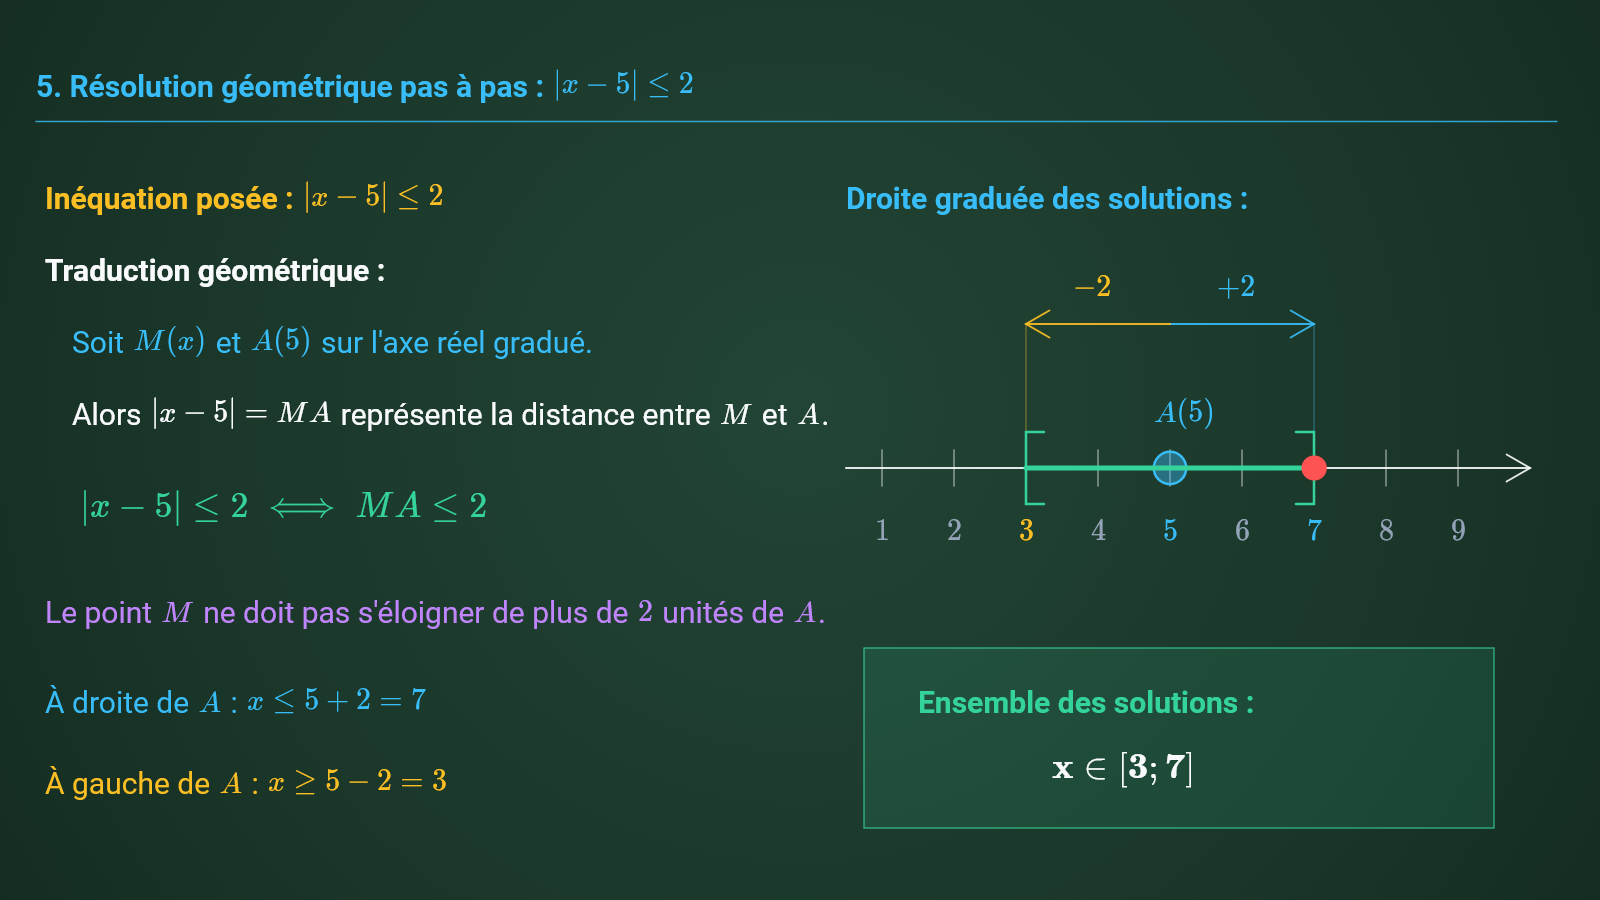 5. Résolution géométrique pas à pas : |x − 5| ≤ 2
Inéquation posée : |x − 5| ≤ 2
Traduction géométrique :
Soit M(x) et A(5) sur l'axe réel gradué.
Alors |x − 5| = MA représente la distance entre M et A.
|x − 5| ≤ 2 ⟺ MA ≤ 2
Le point M ne doit pas s'éloigner de plus de 2 unités de A.
À droite de A : x ≤ 5 + 2 = 7
À gauche de A : x ≥ 5 − 2 = 3
Droite graduée des solutions :
−2 +2
A(5)
1 2 3 4 5 6 7 8 9
Ensemble des solutions :
x ∈ [3; 7]